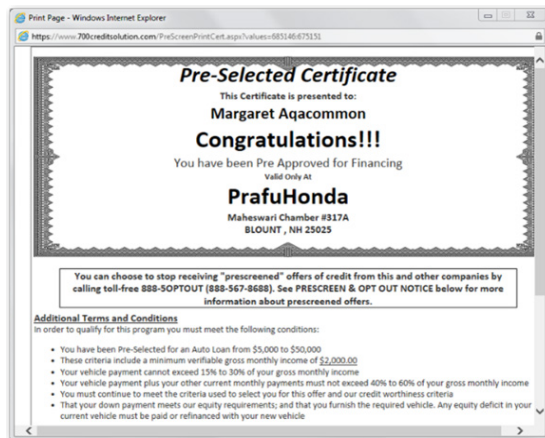 Print Page - Windows Internet Explorer
https://www.700creditsolution.com/PreScreenPrintCert.aspx?values=683146:675151
Pre-Selected Certificate
This Certificate is presented to:
Margaret Aqacommon
Congratulations!!!
You have been Pre Approved for Financing
Valid Only At
PrafuHonda
Maheswari Chamber #317A
BLOUNT , NH 25025
You can choose to stop receiving "prescreened" offers of credit from this and other companies by
calling toll-free 888-5OPTOUT (888-567-8688). See PRESCREEN & OPT OUT NOTICE below for more
information about prescreened offers.
Additional Terms and Conditions
In order to qualify for this program you must meet the following conditions:
• You have been Pre-Selected for an Auto Loan from $5,000 to $50,000
• These criteria include a minimum verifiable gross monthly income of $2,000.00
• Your vehicle payment cannot exceed 15% to 30% of your gross monthly income
• Your vehicle payment plus your other current monthly payments must not exceed 40% to 60% of your gross monthly income
• You must continue to meet the criteria used to select you for this offer and our credit worthiness criteria
• That your down payment meets our equity requirements; and that you furnish the required vehicle. Any equity deficit in your
current vehicle must be paid or refinanced with your new vehicle